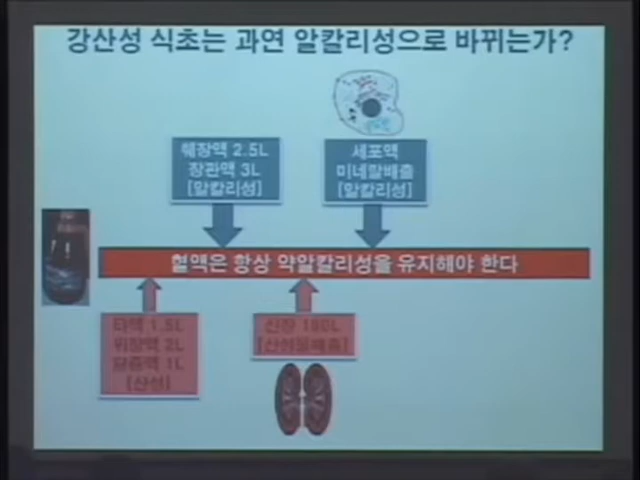 강산성 식초는 과연 알칼리성으로 바뀌는가?
췌장액 2.5L
장관액 3L
[알칼리성]
세포액
미네랄배출
[알칼리성]
혈액은 항상 약알칼리성을 유지해야 한다
타액 1.5L
위장액 2L
담즙액 1L
[산성]
신장 180L
[산성물배출]